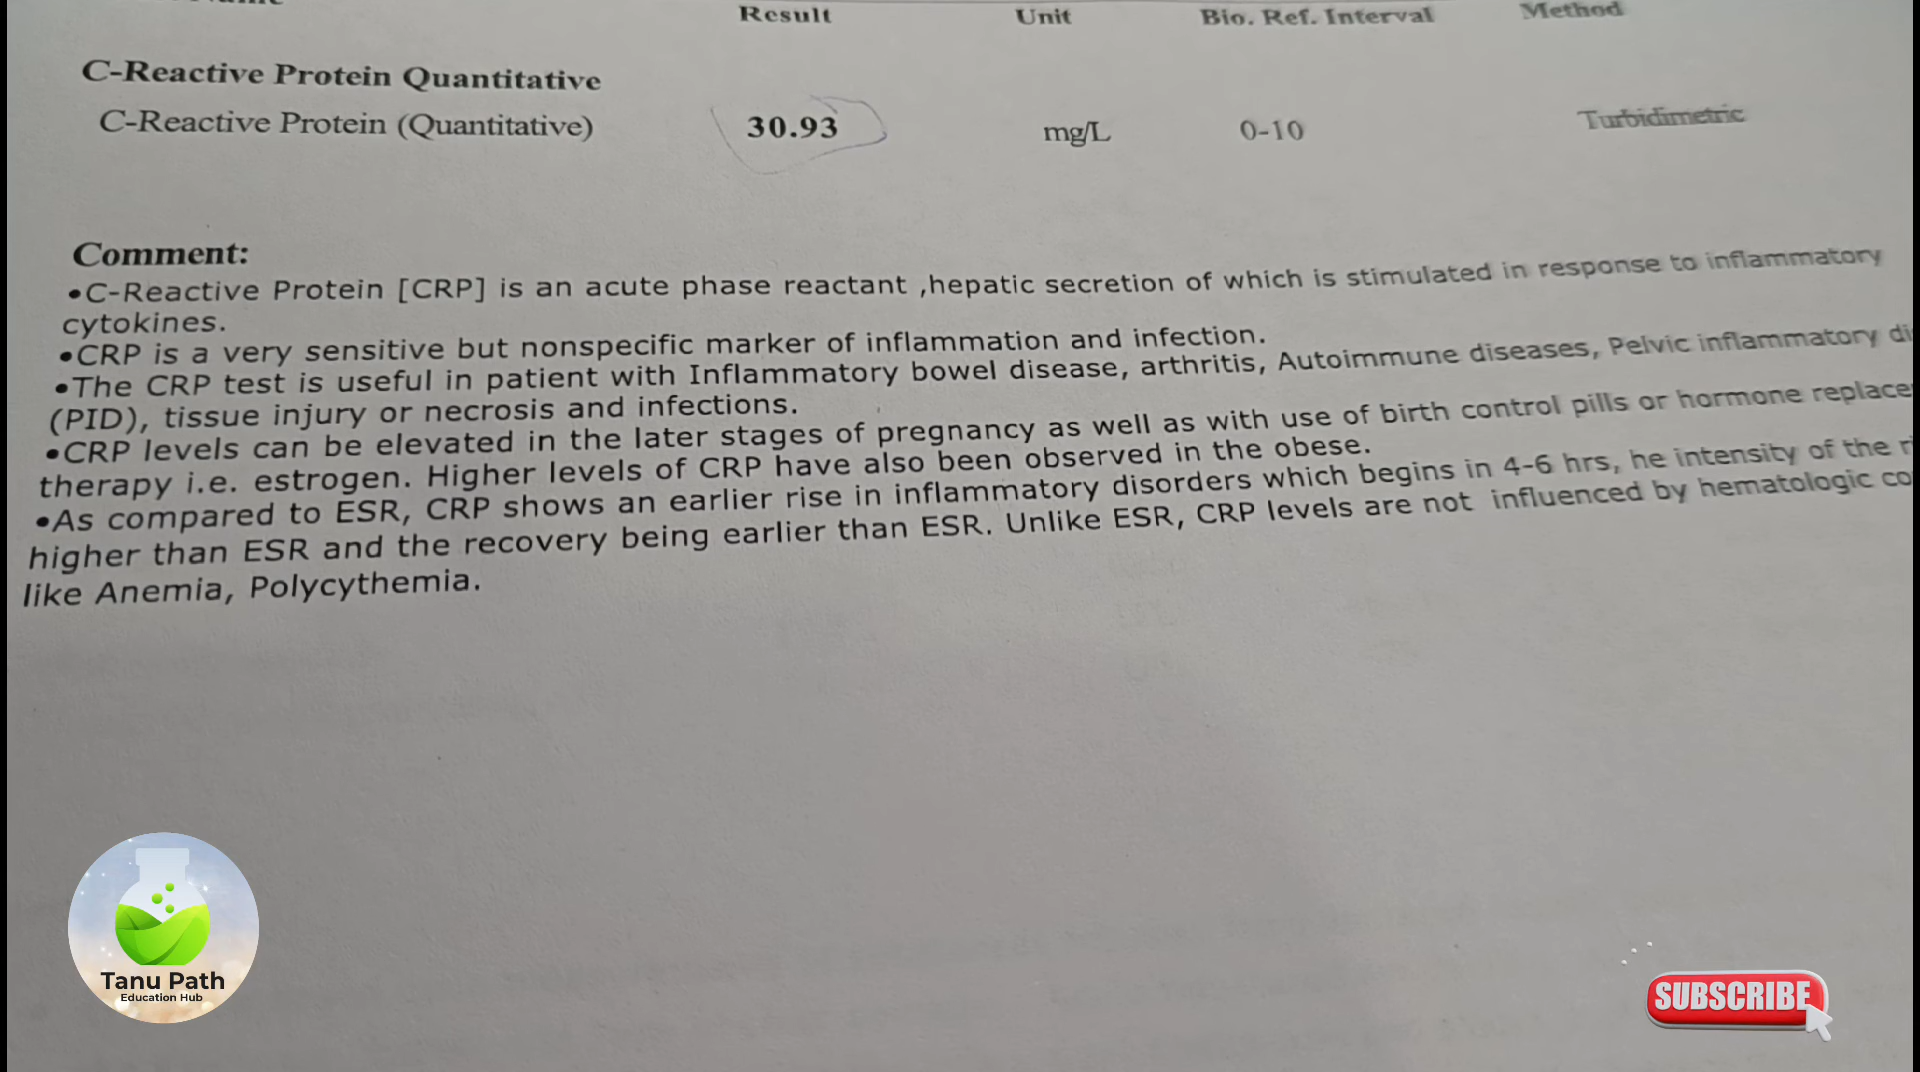 Result Unit Bio. Ref. Interval Method
C-Reactive Protein Quantitative
C-Reactive Protein (Quantitative) 30.93 mg/L 0-10 Turbidimetric
Comment:
•C-Reactive Protein [CRP] is an acute phase reactant ,hepatic secretion of which is stimulated in response to inflammatory
cytokines.
•CRP is a very sensitive but nonspecific marker of inflammation and infection.
•The CRP test is useful in patient with Inflammatory bowel disease, arthritis, Autoimmune diseases, Pelvic inflammatory
(PID), tissue injury or necrosis and infections.
•CRP levels can be elevated in the later stages of pregnancy as well as with use of birth control pills or hormone
therapy i.e. estrogen. Higher levels of CRP have also been observed in the obese.
•As compared to ESR, CRP shows an earlier rise in inflammatory disorders which begins in 4-6 hrs, he intensity of the
higher than ESR and the recovery being earlier than ESR. Unlike ESR, CRP levels are not influenced by hematologic
like Anemia, Polycythemia.
Tanu Path
Education Hub
SUBSCRIBE